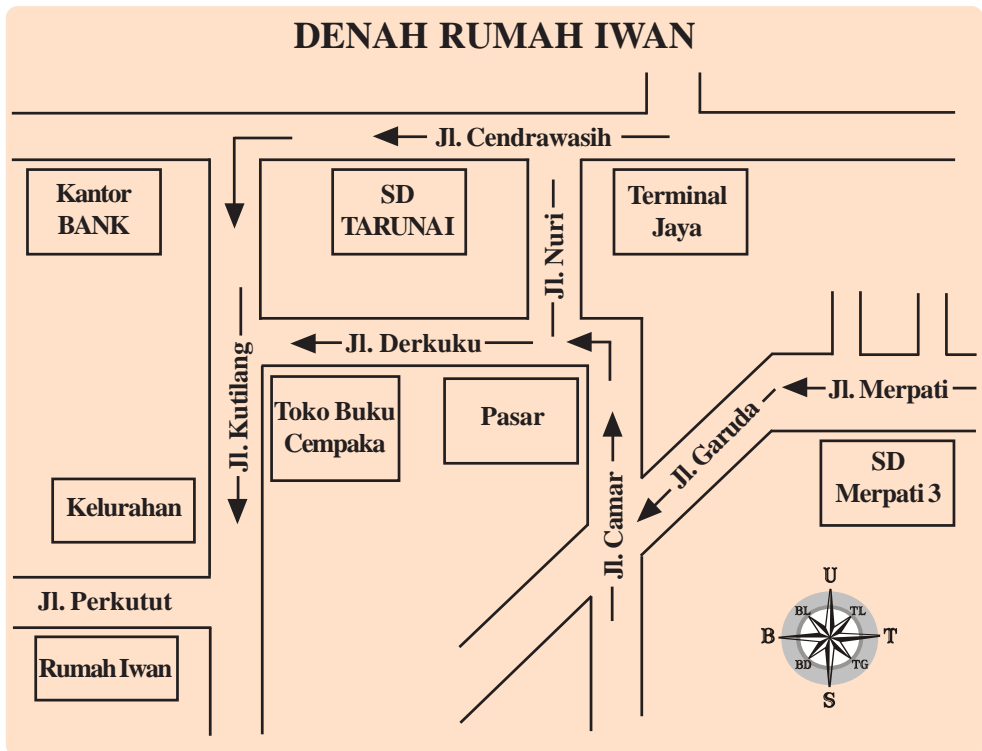 DENAH RUMAH IWAN
Jl. Cendrawasih
Kantor
BANK
SD
TARUNA I
Jl. Nuri
Terminal
Jaya
Jl. Kutilang
Jl. Derkuku
Toko Buku
Cempaka
Pasar
Jl. Camar
Jl. Garuda
Jl. Merpati
SD
Merpati 3
Kelurahan
Jl. Perkutut
Rumah Iwan
U
BL
TL
B
T
BD
TG
S